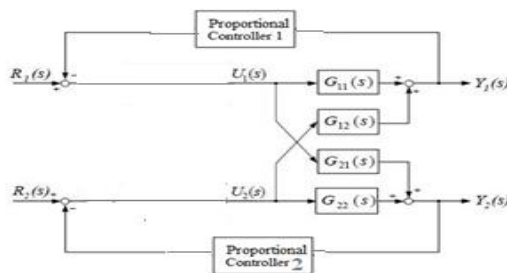 Proportional
Controller 1
R1(s) − + U1(s) G11(s) + + Y1(s)
G12(s)
G21(s)
R2(s) + − U2(s) G22(s) + + Y2(s)
Proportional
Controller 2